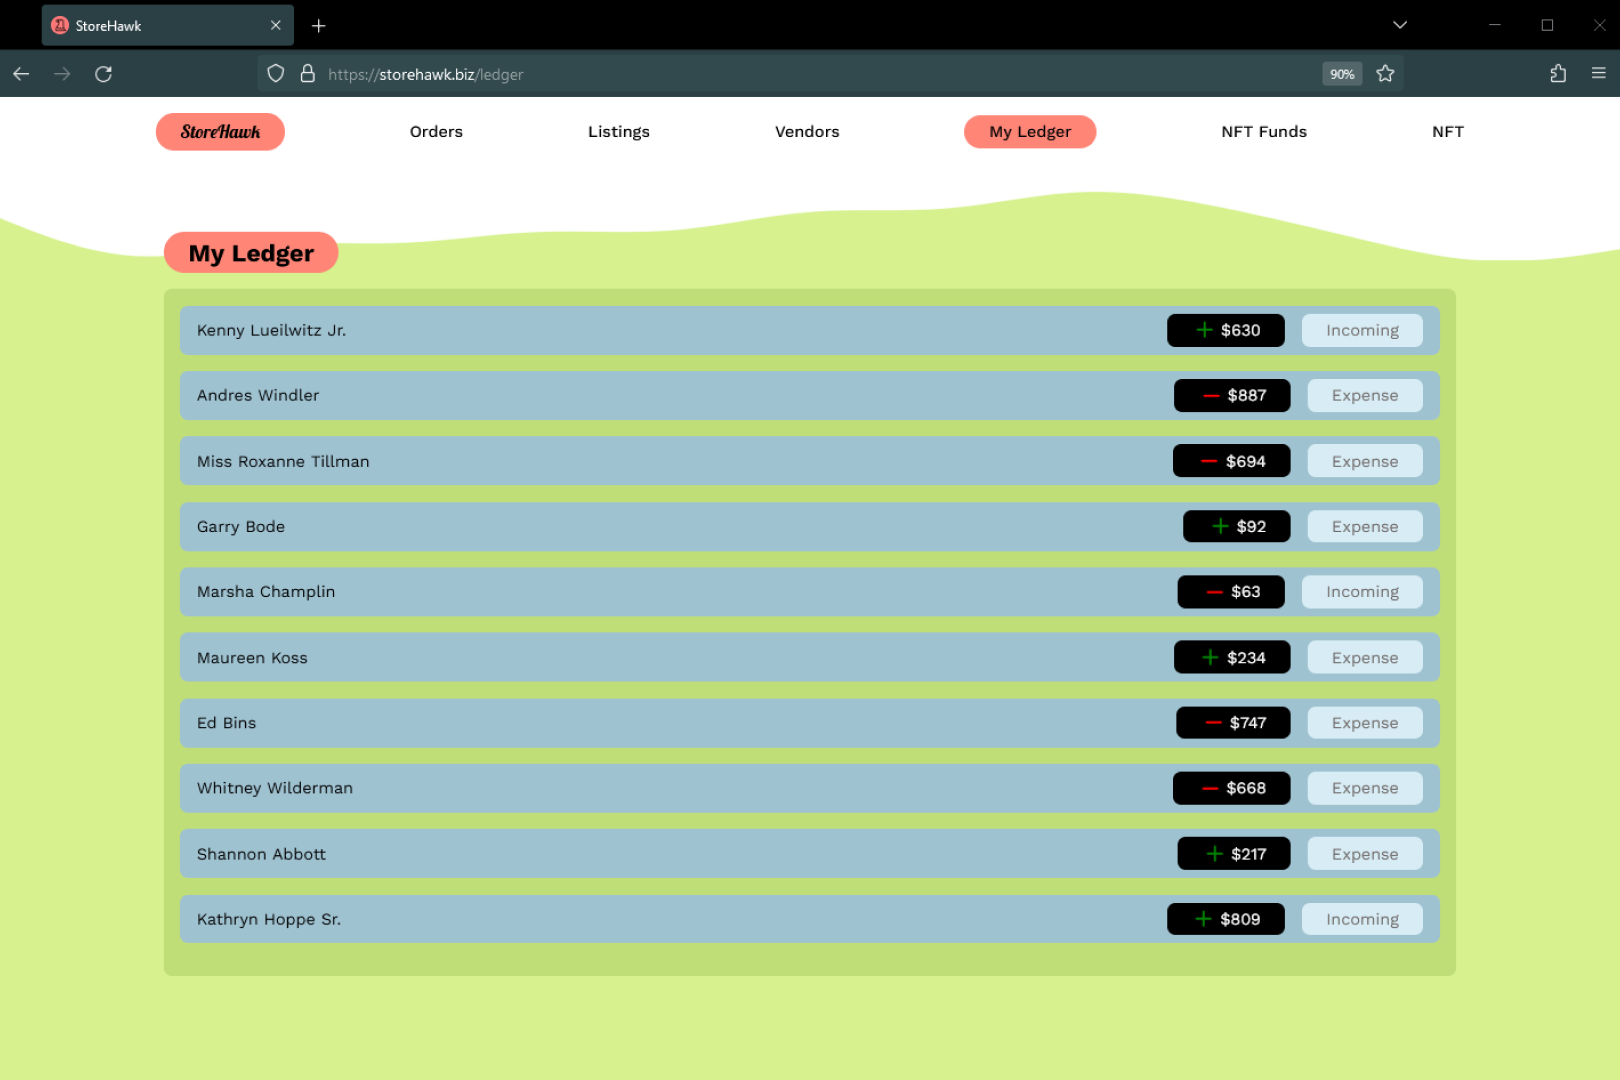 StoreHawk
https://storehawk.biz/ledger
90%
StoreHawk Orders Listings Vendors My Ledger NFT Funds NFT
My Ledger
Kenny Lueilwitz Jr. + $630 Incoming
Andres Windler − $887 Expense
Miss Roxanne Tillman − $694 Expense
Garry Bode + $92 Expense
Marsha Champlin − $63 Incoming
Maureen Koss + $234 Expense
Ed Bins − $747 Expense
Whitney Wilderman − $668 Expense
Shannon Abbott + $217 Expense
Kathryn Hoppe Sr. + $809 Incoming